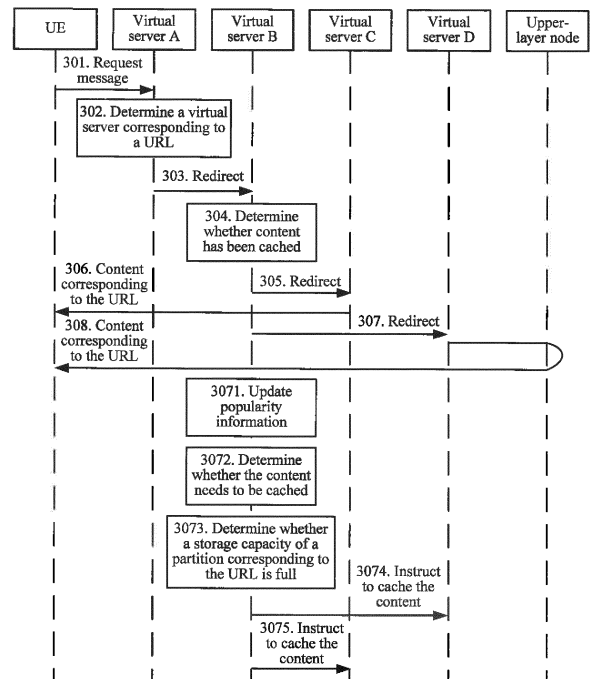 UE
Virtual
server A
Virtual
server B
Virtual
server C
Virtual
server D
Upper-
layer node
301. Request
message
302. Determine a virtual
server corresponding to
a URL
303. Redirect
304. Determine
whether content
has been cached
305. Redirect
306. Content
corresponding
to the URL
307. Redirect
308. Content
corresponding
to the URL
3071. Update
popularity
information
3072. Determine
whether the content
needs to be cached
3073. Determine whether
a storage capacity of a
partition corresponding to
the URL is full
3074. Instruct
to cache the
content
3075. Instruct
to cache the
content